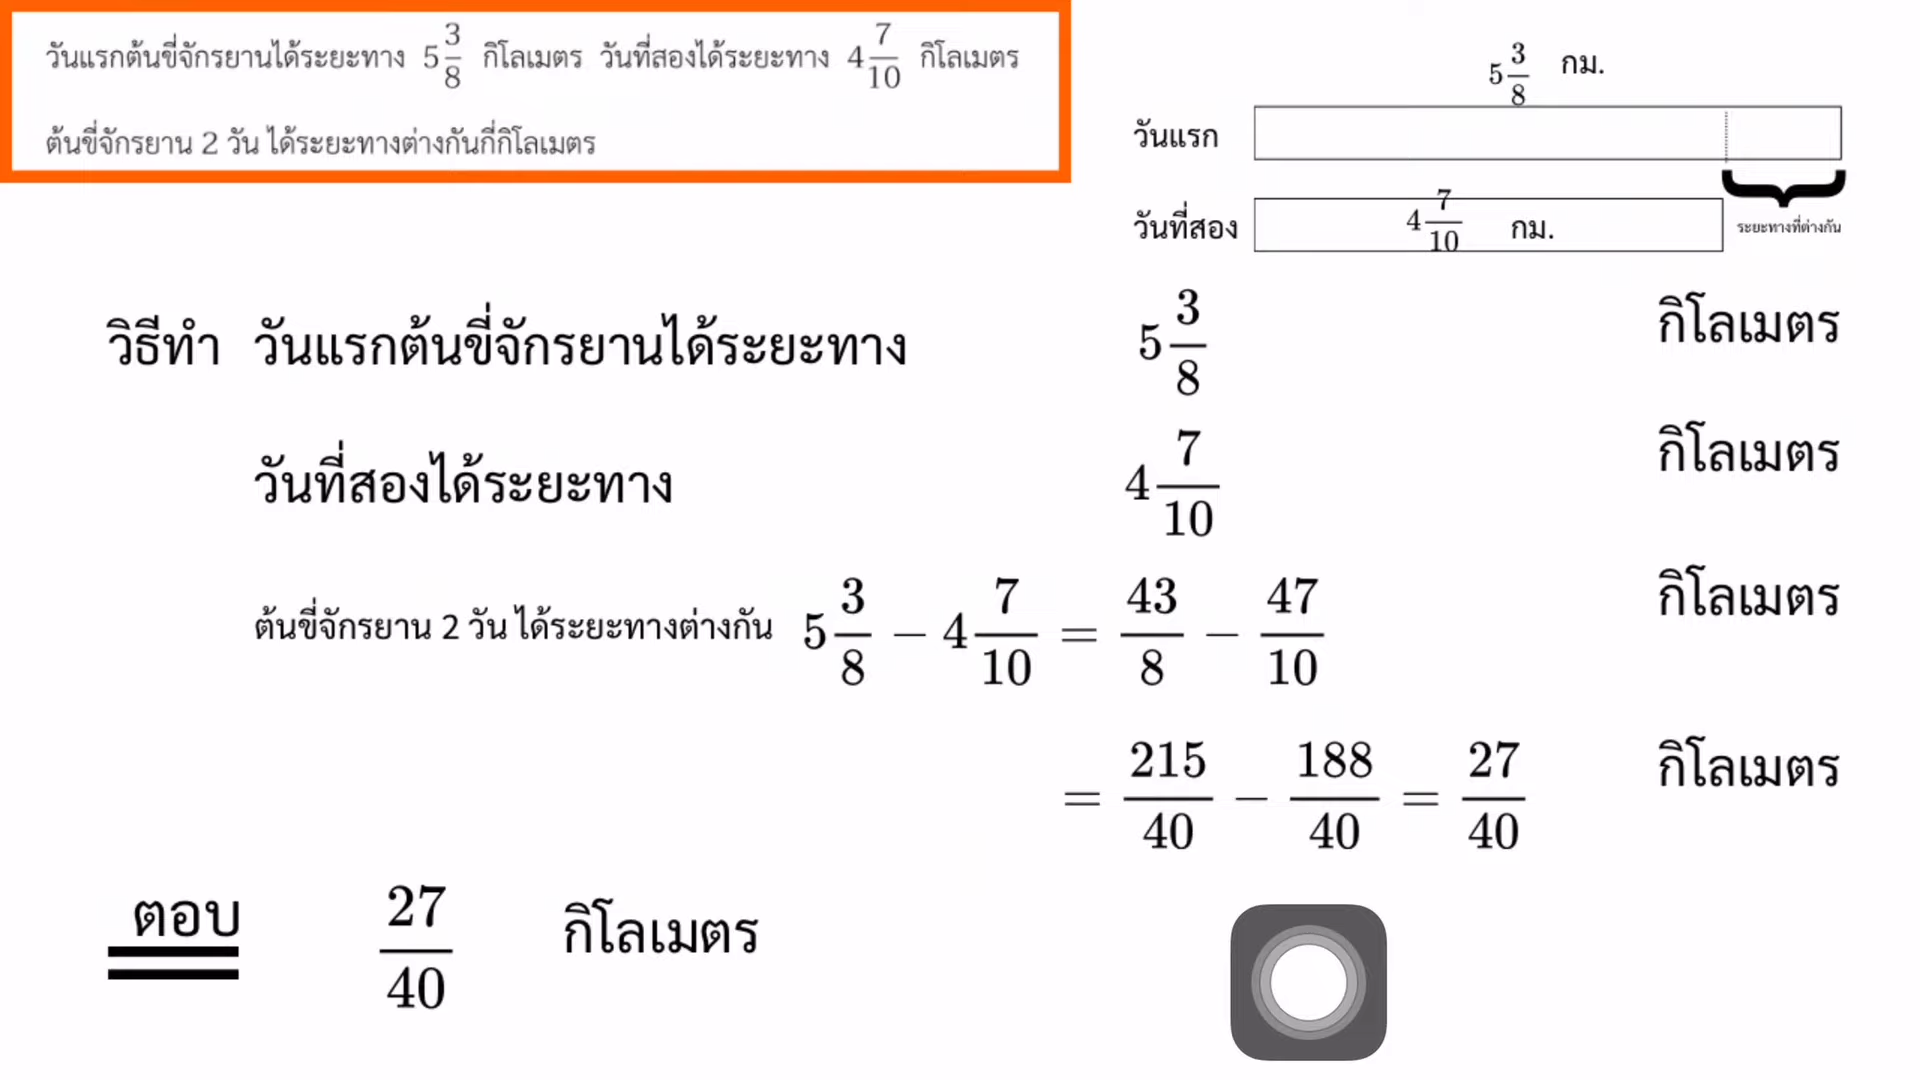 วันแรกต้นขี่จักรยานได้ระยะทาง 5 3/8 กิโลเมตร วันที่สองได้ระยะทาง 4 7/10 กิโลเมตร
ต้นขี่จักรยาน 2 วัน ได้ระยะทางต่างกันกี่กิโลเมตร
5 3/8 กม.
วันแรก
วันที่สอง 4 7/10 กม. ระยะทางที่ต่างกัน
วิธีทำ วันแรกต้นขี่จักรยานได้ระยะทาง 5 3/8 กิโลเมตร
วันที่สองได้ระยะทาง 4 7/10 กิโลเมตร
ต้นขี่จักรยาน 2 วัน ได้ระยะทางต่างกัน 5 3/8 − 4 7/10 = 43/8 − 47/10 กิโลเมตร
= 215/40 − 188/40 = 27/40 กิโลเมตร
ตอบ 27/40 กิโลเมตร